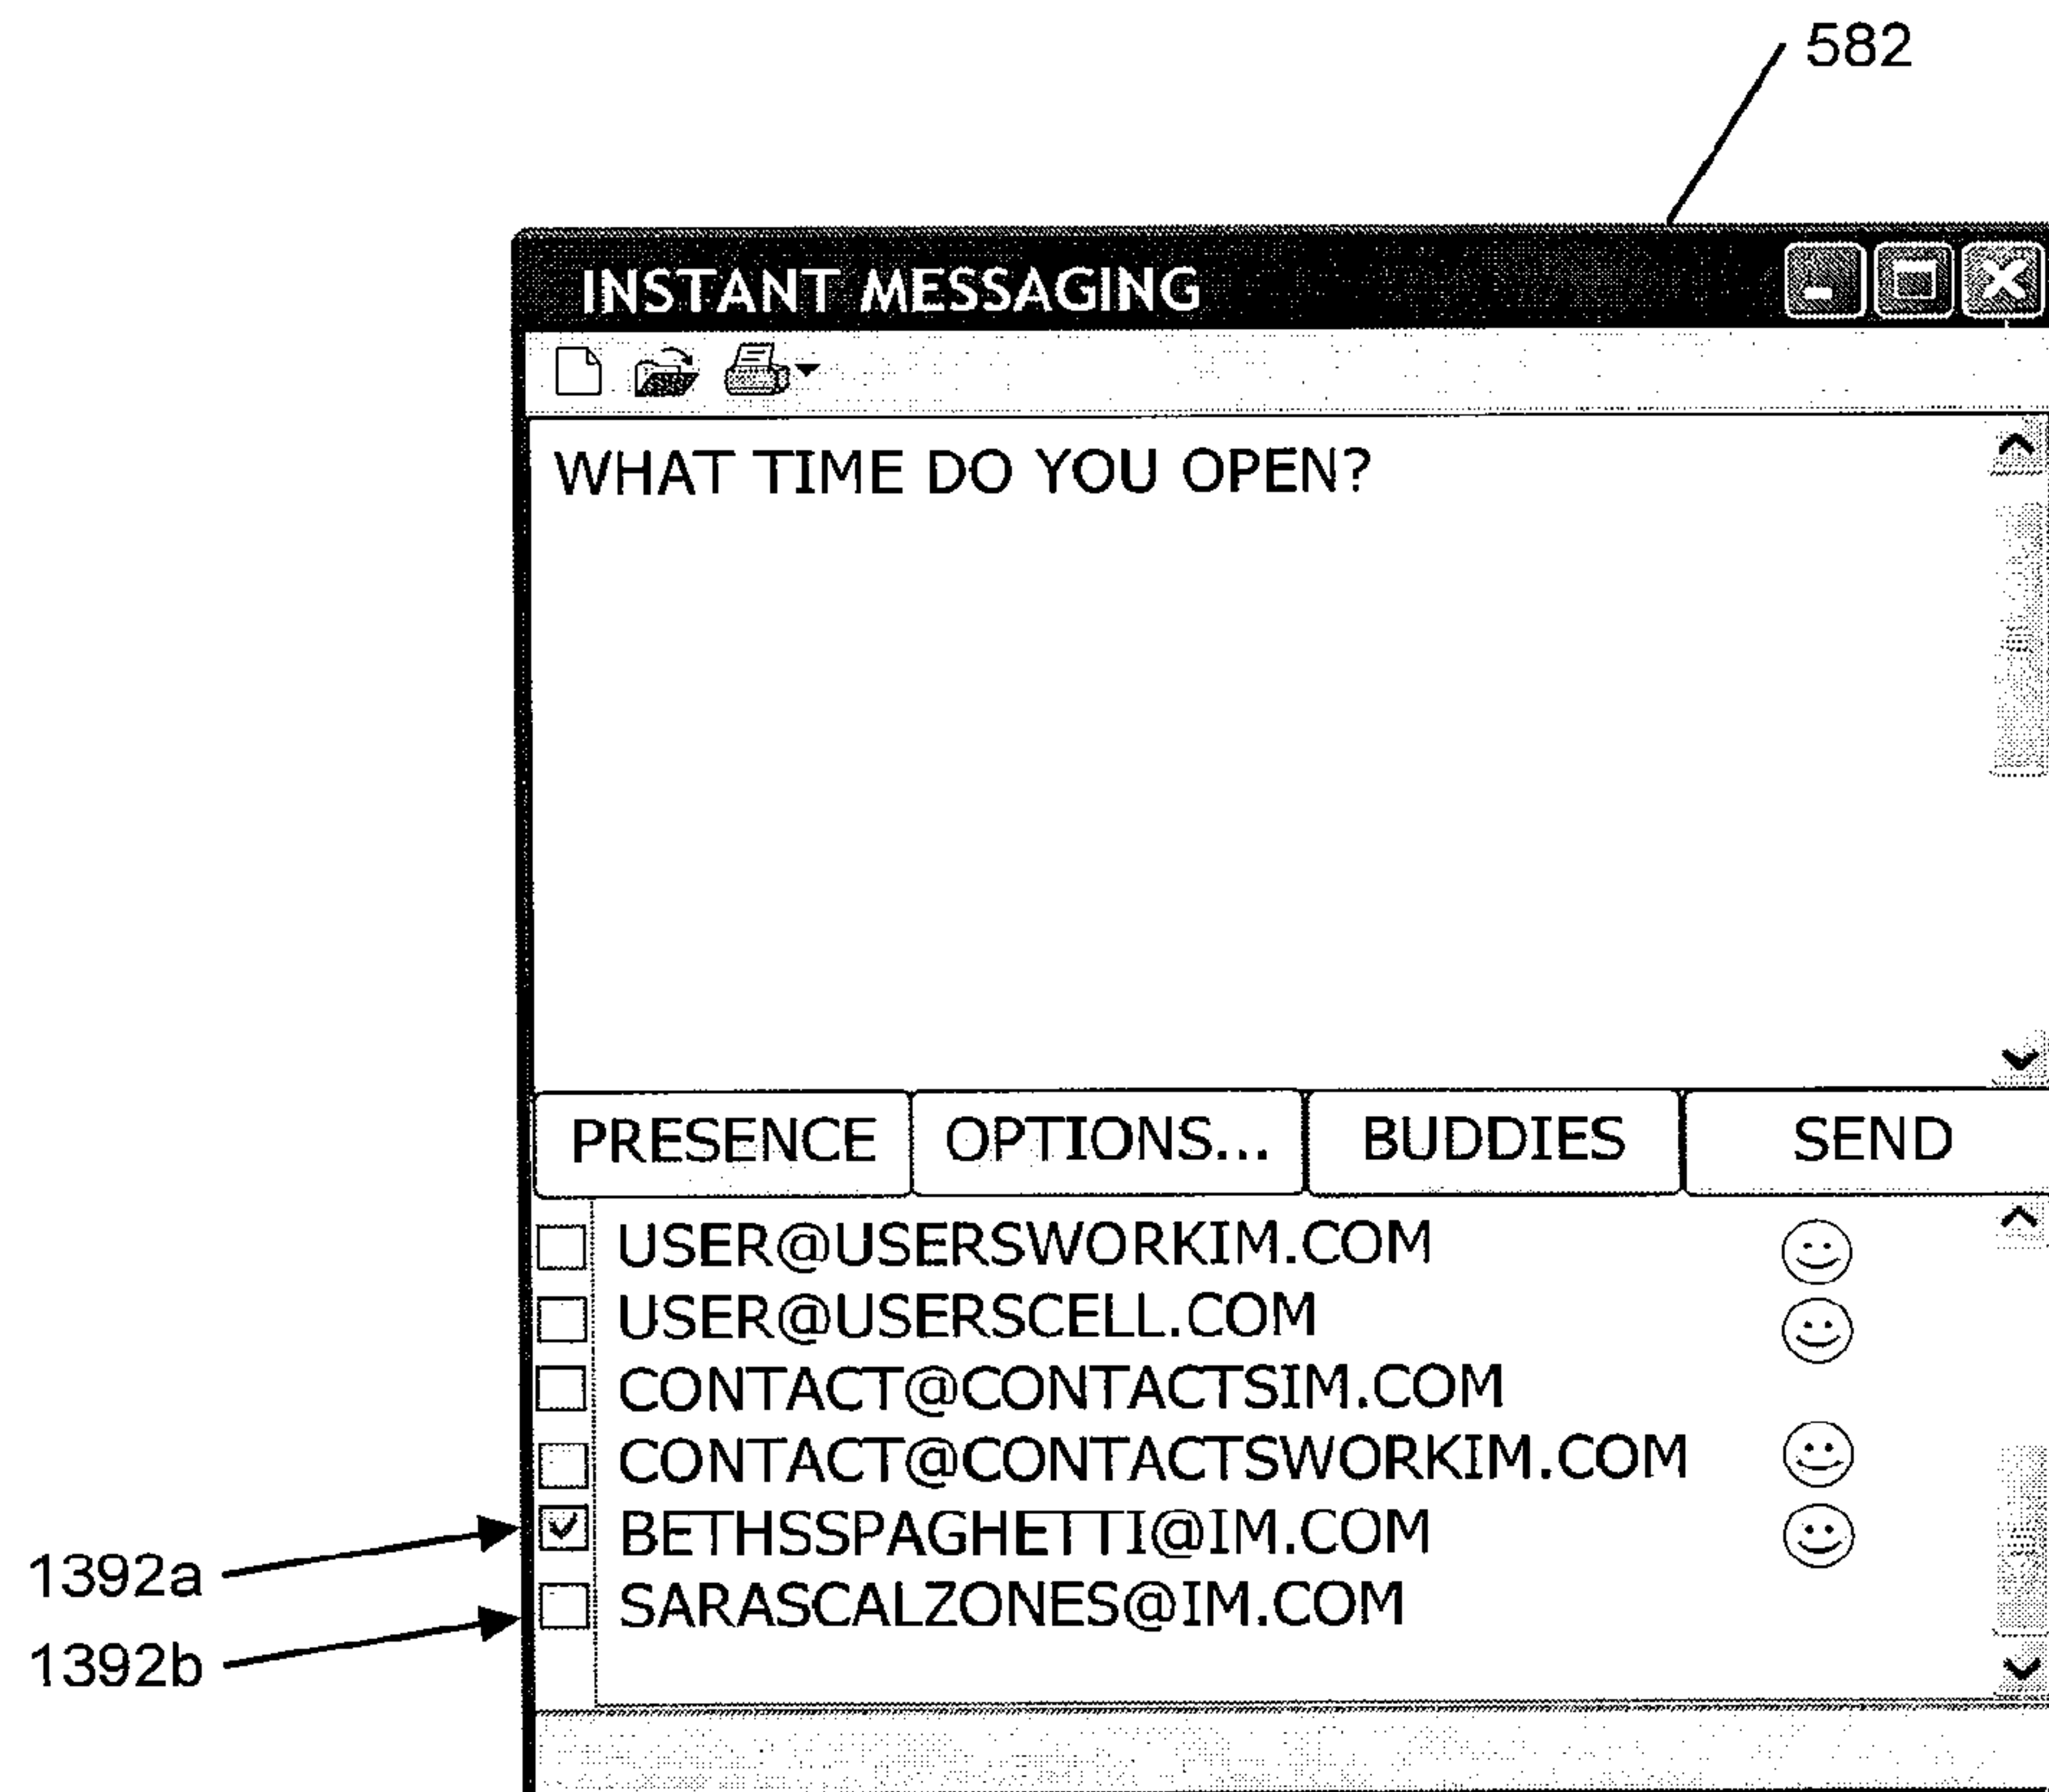 582
INSTANT MESSAGING
WHAT TIME DO YOU OPEN?
PRESENCE OPTIONS... BUDDIES SEND
USER@USERSWORKIM.COM
USER@USERSCELL.COM
CONTACT@CONTACTSIM.COM
CONTACT@CONTACTSWORKIM.COM
BETHSSPAGHETTI@IM.COM
1392a
SARASCALZONES@IM.COM
1392b